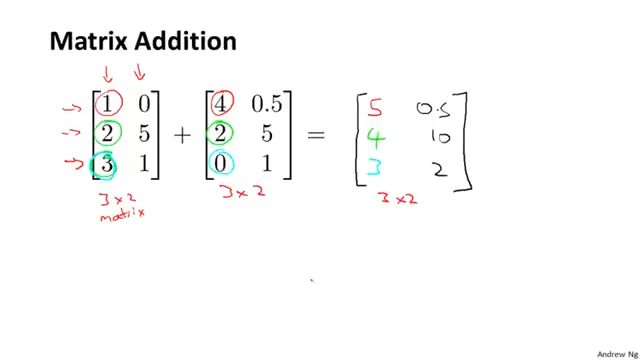 Matrix Addition
1 0 4 0.5 5 0.5
2 5 + 2 5 = 4 10
3 1 0 1 3 2
3 x 2 3 x 2 3 x 2
matrix
Andrew Ng